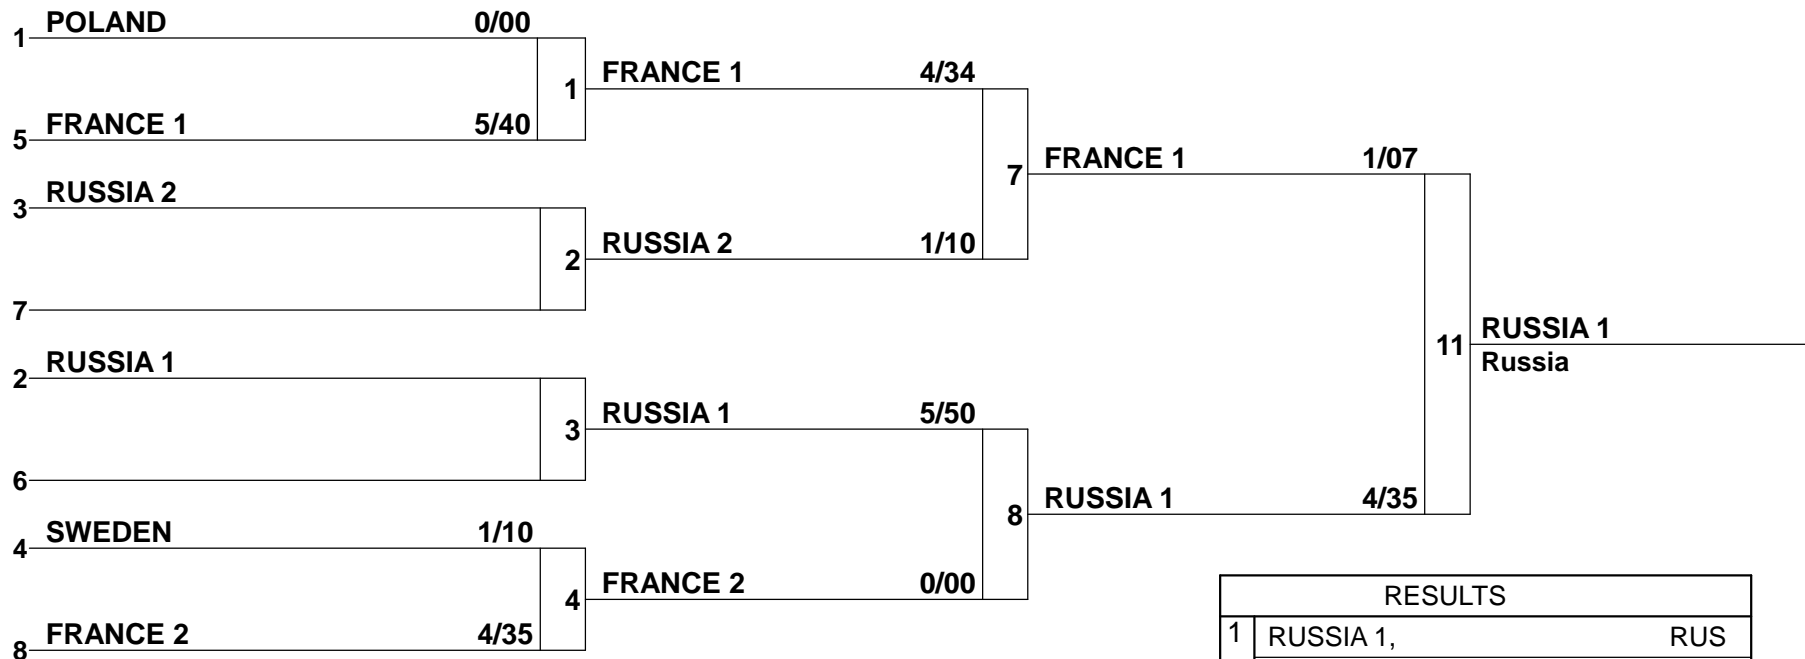 POLAND 0/00
1
FRANCE 1 4/34
1
FRANCE 1 5/40
5
FRANCE 1 1/07
7
RUSSIA 2
3
RUSSIA 2 1/10
2
7
RUSSIA 1
11
Russia
RUSSIA 1
2
RUSSIA 1 5/50
3
6
RUSSIA 1 4/35
8
SWEDEN 1/10
4
FRANCE 2 0/00
4
FRANCE 2 4/35
8
RESULTS
1 RUSSIA 1, RUS